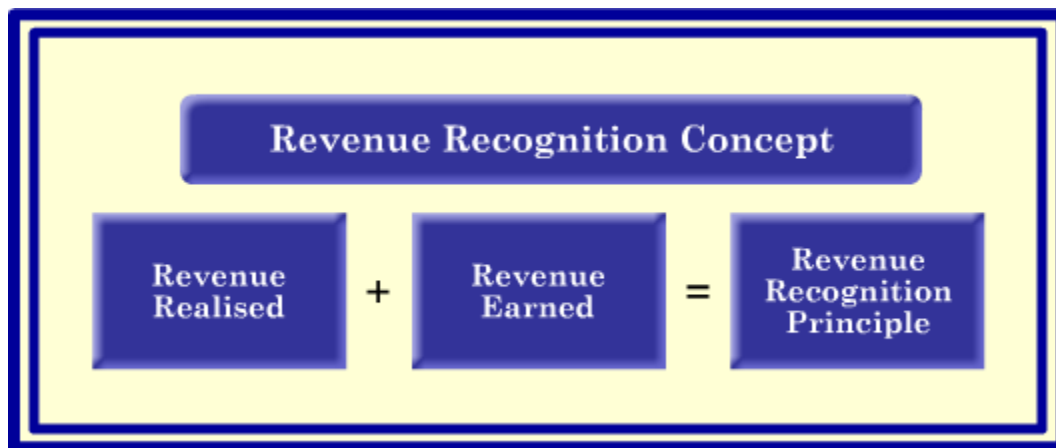 Revenue Recognition Concept
Revenue
Realised
+
Revenue
Earned
=
Revenue
Recognition
Principle